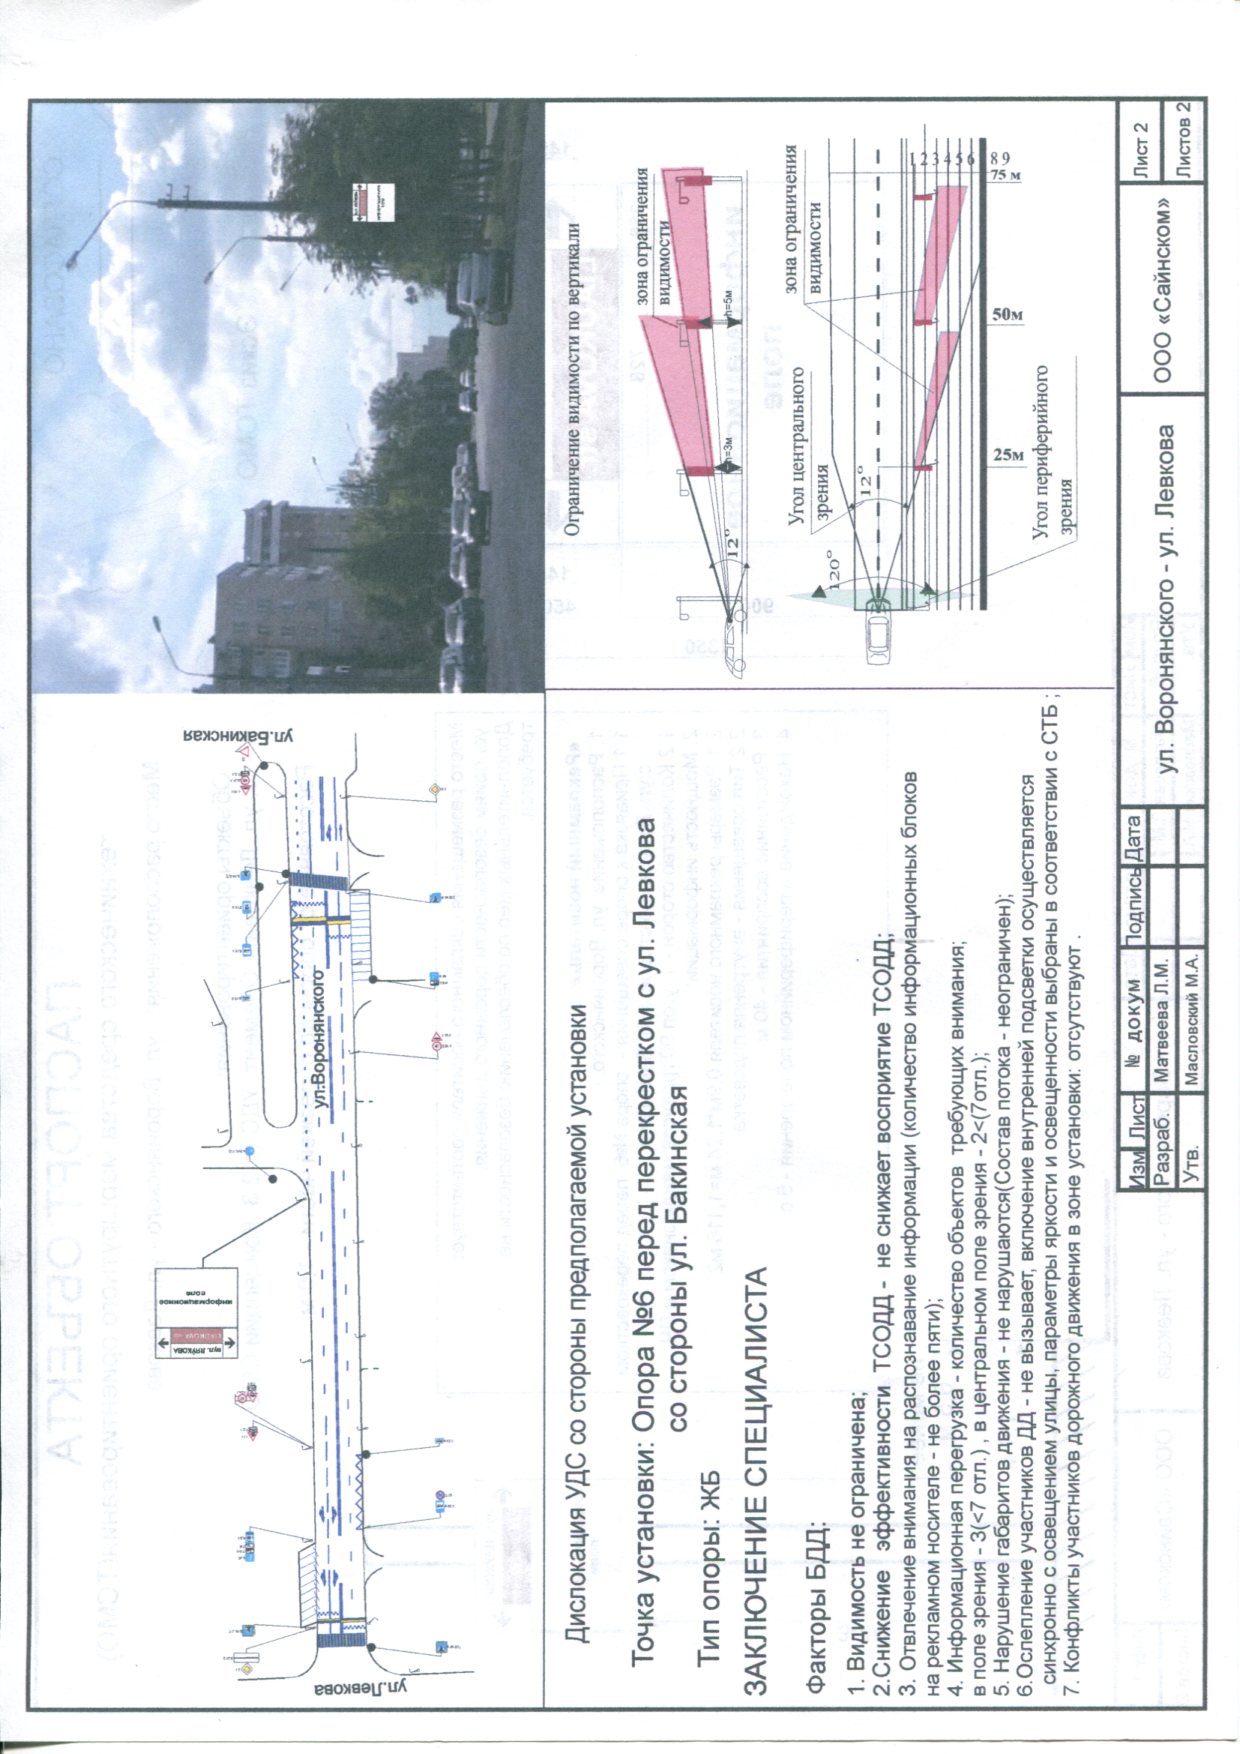 ул.Бакинская
ул.Воронянского
ул.Левкова
вул. ЛЯЎКОВА
информационное
поле
Дислокация УДС со стороны предполагаемой установки
Точка установки: Опора №6 перед перекрестком с ул. Левкова
со стороны ул. Бакинская
Тип опоры: ЖБ
ЗАКЛЮЧЕНИЕ СПЕЦИАЛИСТА
Факторы БДД:
1. Видимость не ограничена;
2.Снижение эффективности ТСОДД - не снижает восприятие ТСОДД;
3. Отвлечение внимания на распознавание информации (количество информационных блоков
на рекламном носителе - не более пяти);
4. Информационная перегрузка - количество объектов требующих внимания;
в поле зрения - 3(<7 отл.) , в центральном поле зрения - 2<(7отл.);
5. Нарушение габаритов движения - не нарушаются(Состав потока - неограничен);
6.Ослепление участников ДД - не вызывает, включение внутренней подсветки осуществляется
синхронно с освещением улицы, параметры яркости и освещенности выбраны в соответствии с СТБ ;
7. Конфликты участников дорожного движения в зоне установки: отсутствуют .
Ограничение видимости по вертикали
зона ограничения
видимости
h=3м
h=5м
12°
Угол центрального
зрения
зона ограничения
видимости
120°
12°
1 2 3 4 5 6 8 9
25м
50м
75 м
Угол периферийного
зрения
Изм Лист № докум Подпись Дата
Разраб. Матвеева Л.М.
Утв. Масловский М.А.
ул. Воронянского - ул. Левкова
ООО «Сайнском»
Лист 2
Листов 2